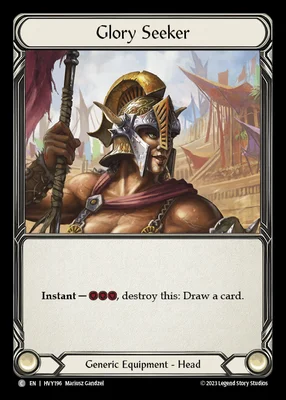 Glory Seeker
Instant — , destroy this: Draw a card.
Generic Equipment - Head
C EN | HVY196 Mariusz Gandzel © 2023 Legend Story Studios